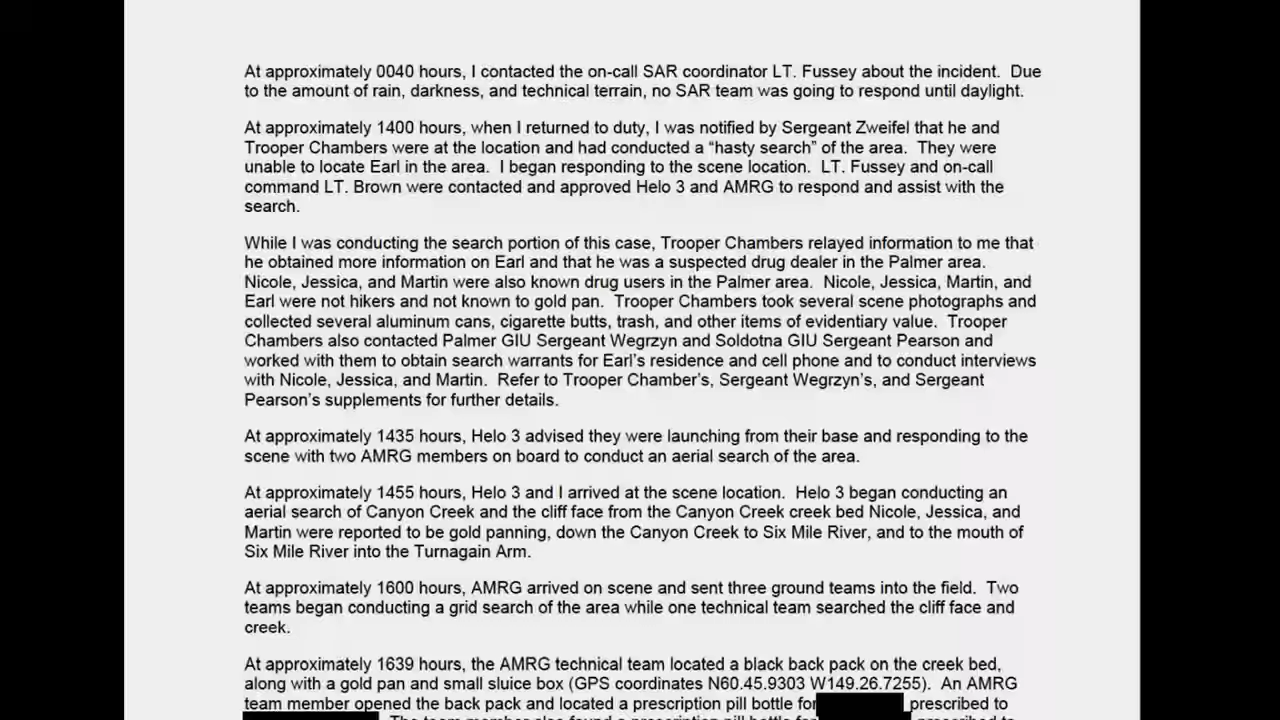 At approximately 0040 hours, I contacted the on-call SAR coordinator LT. Fussey about the incident.  Due
to the amount of rain, darkness, and technical terrain, no SAR team was going to respond until daylight.
At approximately 1400 hours, when I returned to duty, I was notified by Sergeant Zweifel that he and
Trooper Chambers were at the location and had conducted a “hasty search” of the area.  They were
unable to locate Earl in the area.  I began responding to the scene location.  LT. Fussey and on-call
command LT. Brown were contacted and approved Helo 3 and AMRG to respond and assist with the
search.
While I was conducting the search portion of this case, Trooper Chambers relayed information to me that
he obtained more information on Earl and that he was a suspected drug dealer in the Palmer area.
Nicole, Jessica, and Martin were also known drug users in the Palmer area.  Nicole, Jessica, Martin, and
Earl were not hikers and not known to gold pan.  Trooper Chambers took several scene photographs and
collected several aluminum cans, cigarette butts, trash, and other items of evidentiary value.  Trooper
Chambers also contacted Palmer GIU Sergeant Wegrzyn and Soldotna GIU Sergeant Pearson and
worked with them to obtain search warrants for Earl’s residence and cell phone and to conduct interviews
with Nicole, Jessica, and Martin.  Refer to Trooper Chamber’s, Sergeant Wegrzyn’s, and Sergeant
Pearson’s supplements for further details.
At approximately 1435 hours, Helo 3 advised they were launching from their base and responding to the
scene with two AMRG members on board to conduct an aerial search of the area.
At approximately 1455 hours, Helo 3 and I arrived at the scene location.  Helo 3 began conducting an
aerial search of Canyon Creek and the cliff face from the Canyon Creek creek bed Nicole, Jessica, and
Martin were reported to be gold panning, down the Canyon Creek to Six Mile River, and to the mouth of
Six Mile River into the Turnagain Arm.
At approximately 1600 hours, AMRG arrived on scene and sent three ground teams into the field.  Two
teams began conducting a grid search of the area while one technical team searched the cliff face and
creek.
At approximately 1639 hours, the AMRG technical team located a black back pack on the creek bed,
along with a gold pan and small sluice box (GPS coordinates N60.45.9303 W149.26.7255).  An AMRG
team member opened the back pack and located a prescription pill bottle for prescribed to
The team member also found a prescription pill bottle for prescribed to